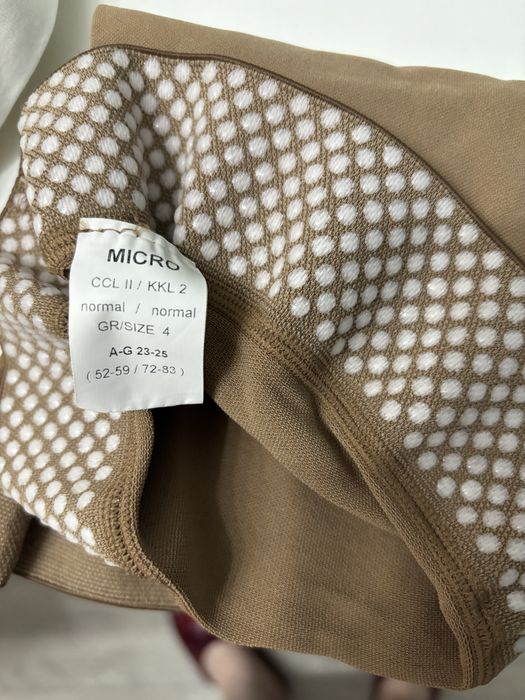 MICRO
CCL II / KKL 2
normal / normal
GR/SIZE 4
A-G 23-25
( 52-59 / 72-83 )